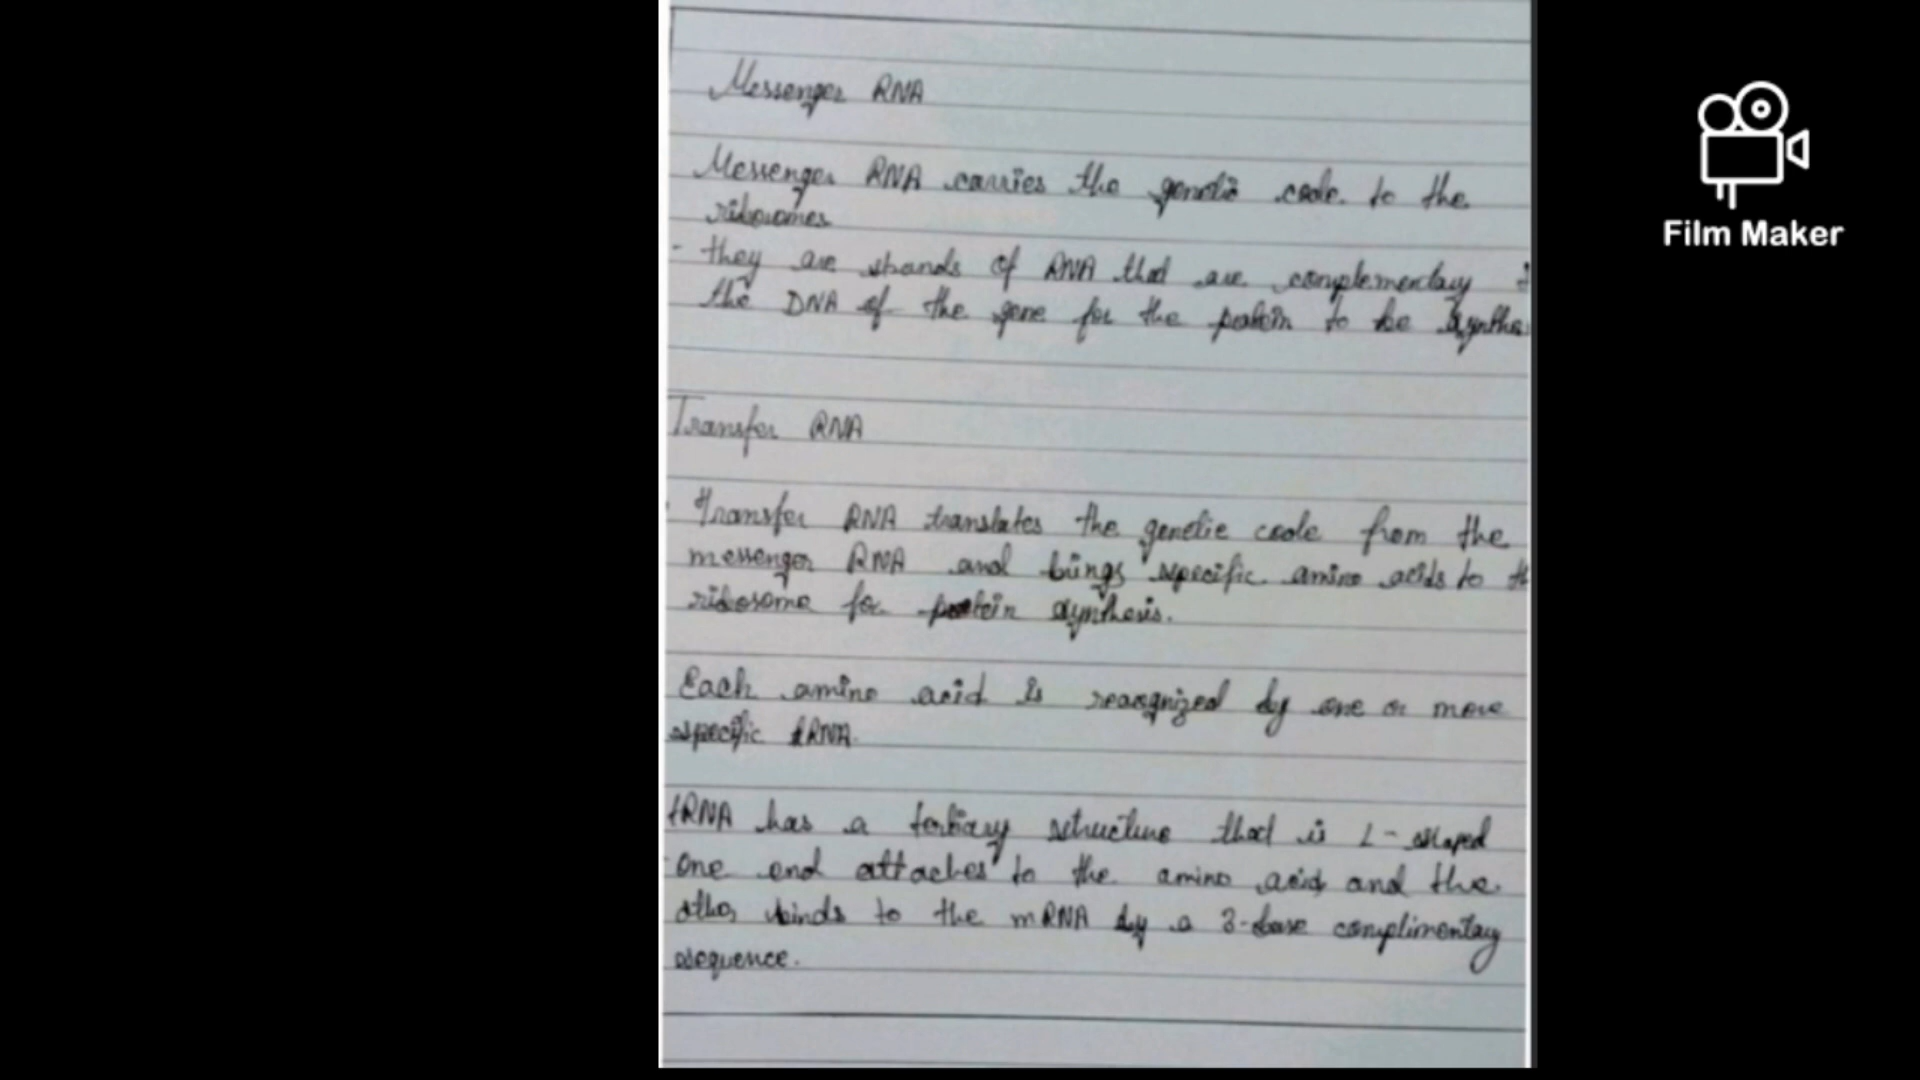 Messenger RNA
Messenger RNA carries the genetic code to the
ribosomes
- they are strands of RNA that are complementary
the DNA of the gene for the protein to be synthe
Transfer RNA
Transfer RNA translates the genetic code from the
messenger RNA and brings specific amino acids to th
ribosome for protein synthesis.
Each amino acid is recognized by one or more
specific tRNA.
tRNA has a tertiary structure that is L-shaped
- one end attaches to the amino acid and the
other binds to the mRNA by a 3-base complimentary
sequence.
Film Maker